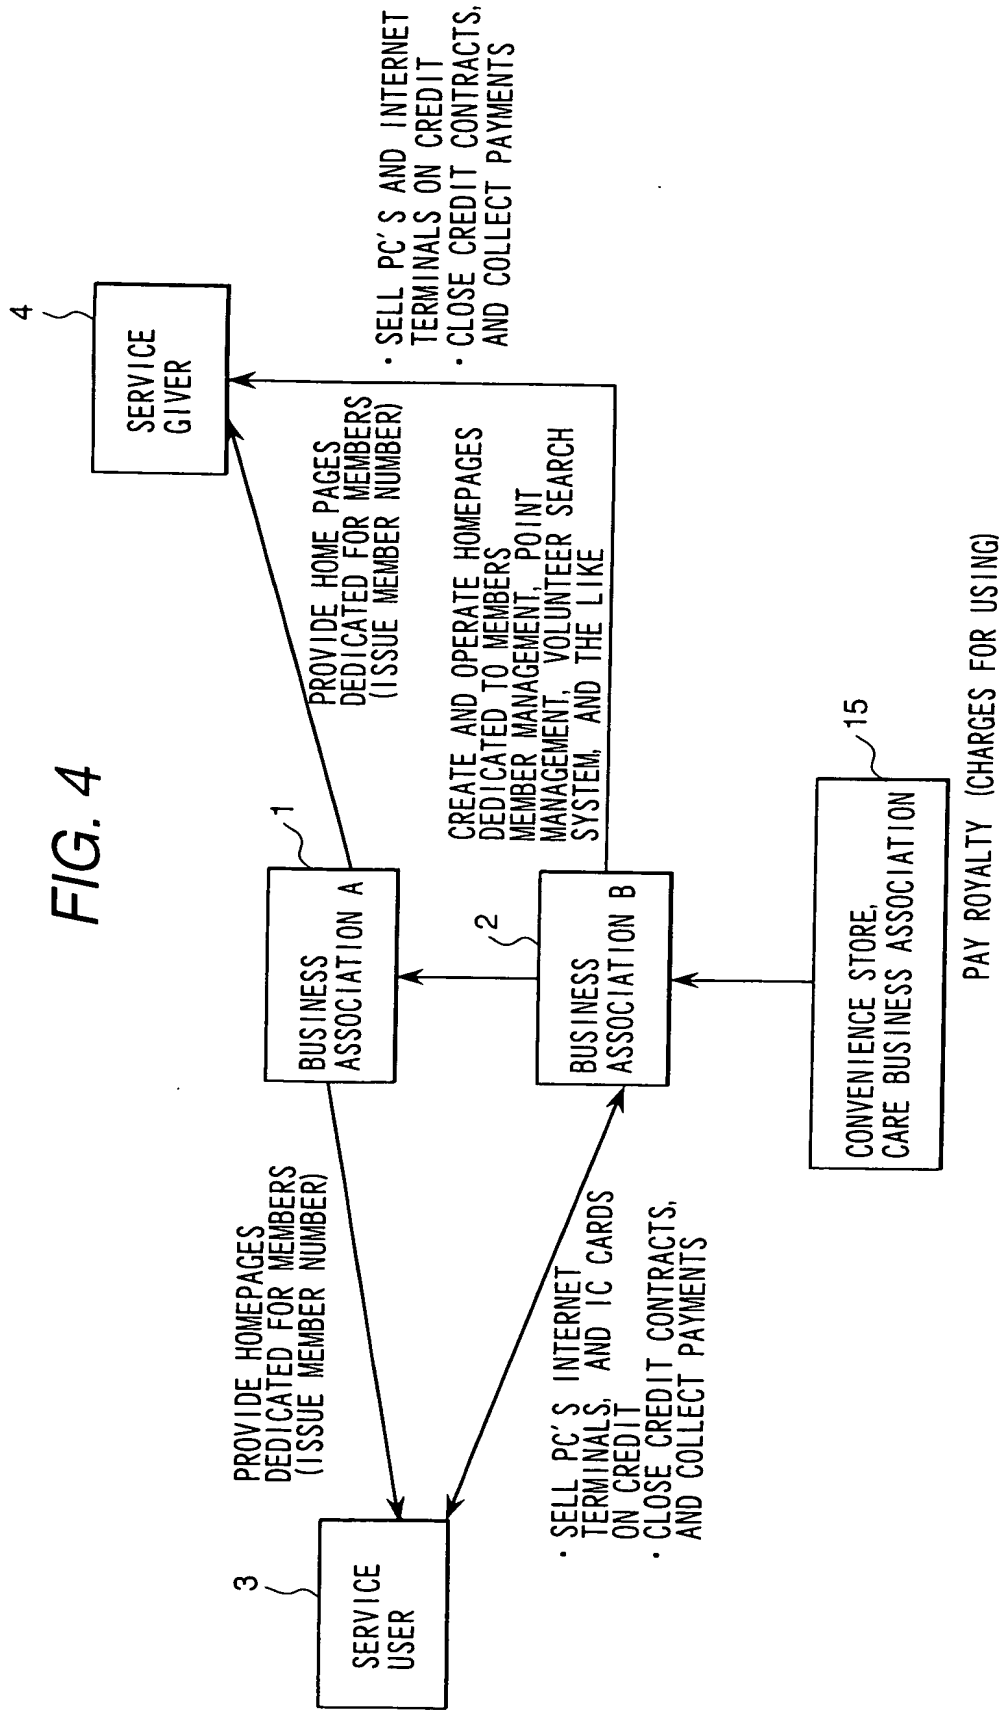 FIG. 4
4
SERVICE
GIVER
· SELL PC'S AND INTERNET
TERMINALS ON CREDIT
· CLOSE CREDIT CONTRACTS,
AND COLLECT PAYMENTS
PROVIDE HOME PAGES
DEDICATED FOR MEMBERS
(ISSUE MEMBER NUMBER)
1
BUSINESS
ASSOCIATION A
CREATE AND OPERATE HOMEPAGES
DEDICATED TO MEMBERS
MEMBER MANAGEMENT, POINT
MANAGEMENT, VOLUNTEER SEARCH
SYSTEM, AND THE LIKE
PROVIDE HOMEPAGES
DEDICATED FOR MEMBERS
(ISSUE MEMBER NUMBER)
2
BUSINESS
ASSOCIATION B
3
SERVICE
USER
· SELL PC'S INTERNET
TERMINALS, AND IC CARDS
ON CREDIT
· CLOSE CREDIT CONTRACTS,
AND COLLECT PAYMENTS
15
CONVENIENCE STORE,
CARE BUSINESS ASSOCIATION
PAY ROYALTY (CHARGES FOR USING)